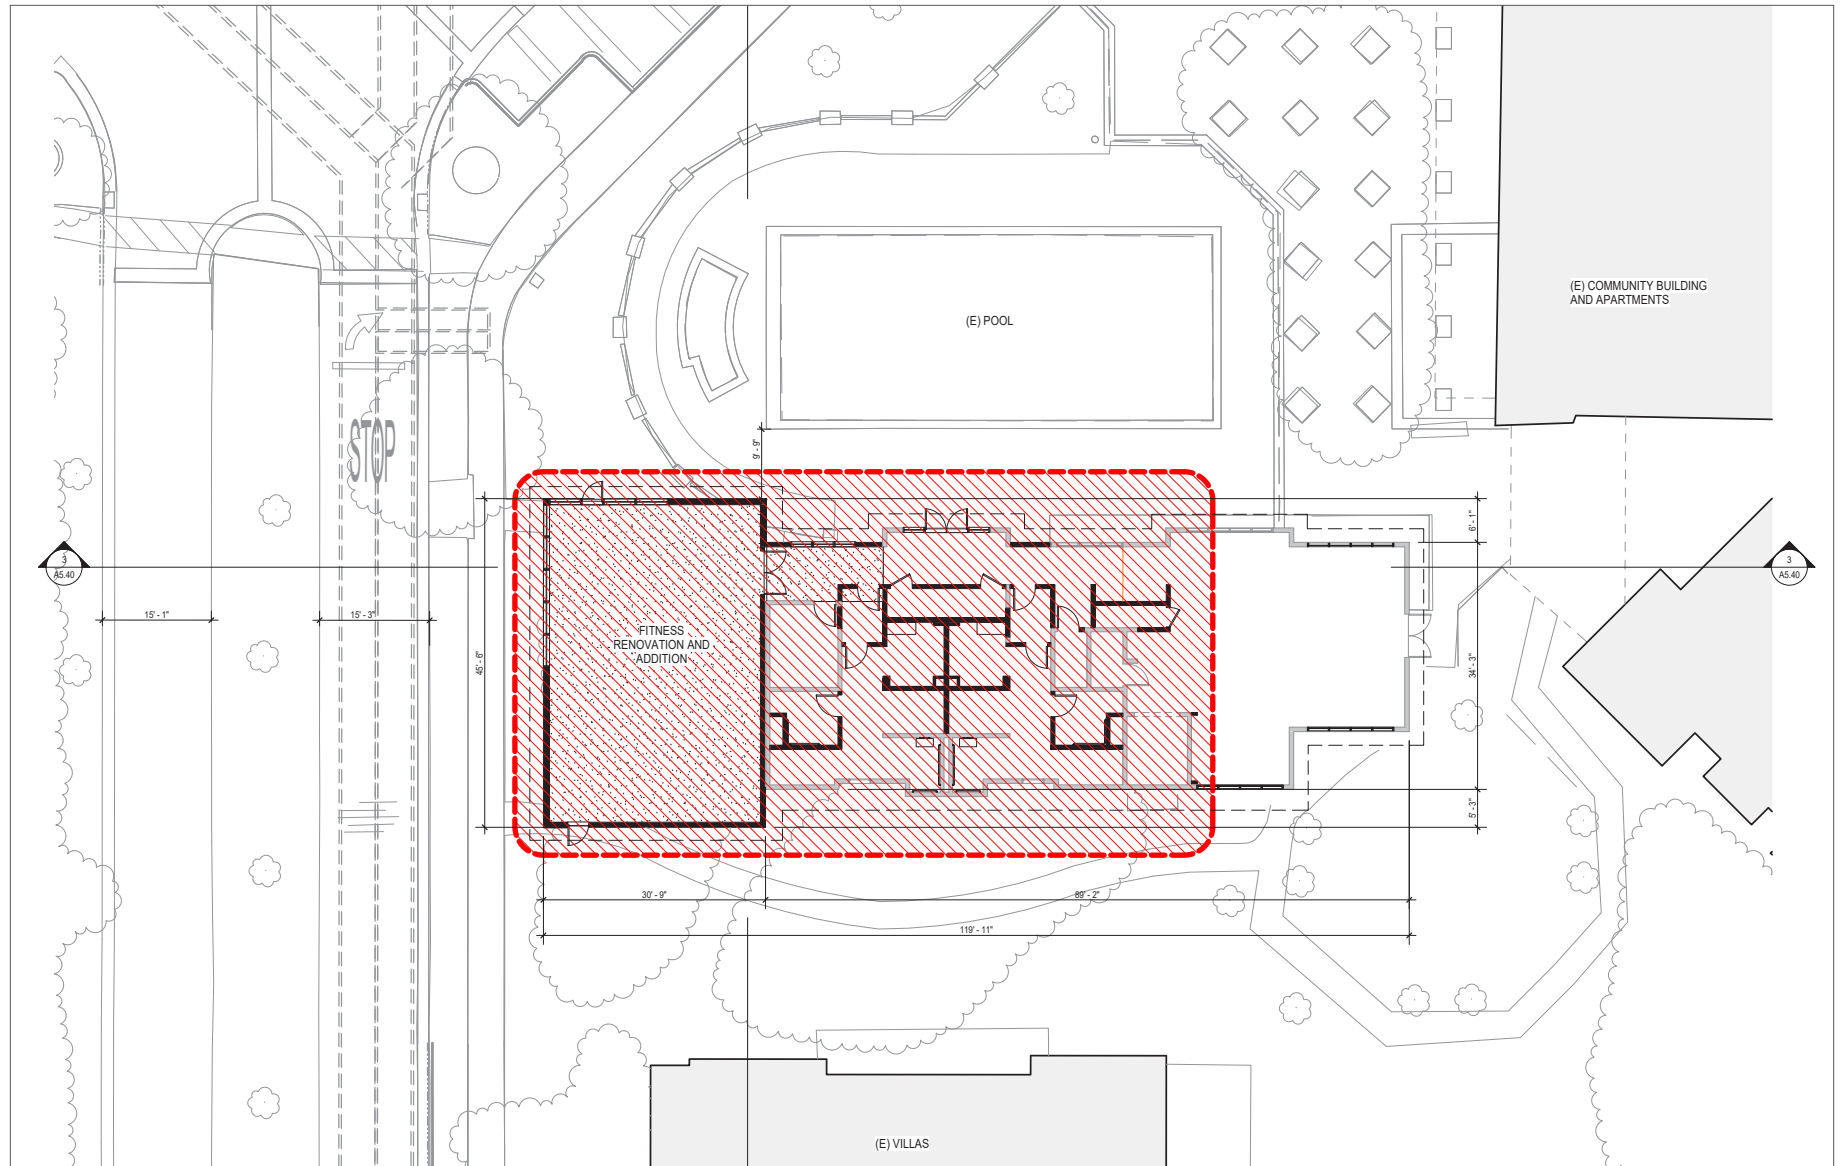 (E) COMMUNITY BUILDING
AND APARTMENTS
(E) POOL
STOP
9' - 9"
6' - 1"
3
A5.40
3
A5.40
15' - 1"
15' - 3"
45' - 6"
FITNESS
RENOVATION AND
ADDITION
34' - 3"
5' - 3"
30' - 9"
89' - 2"
119' - 11"
(E) VILLAS